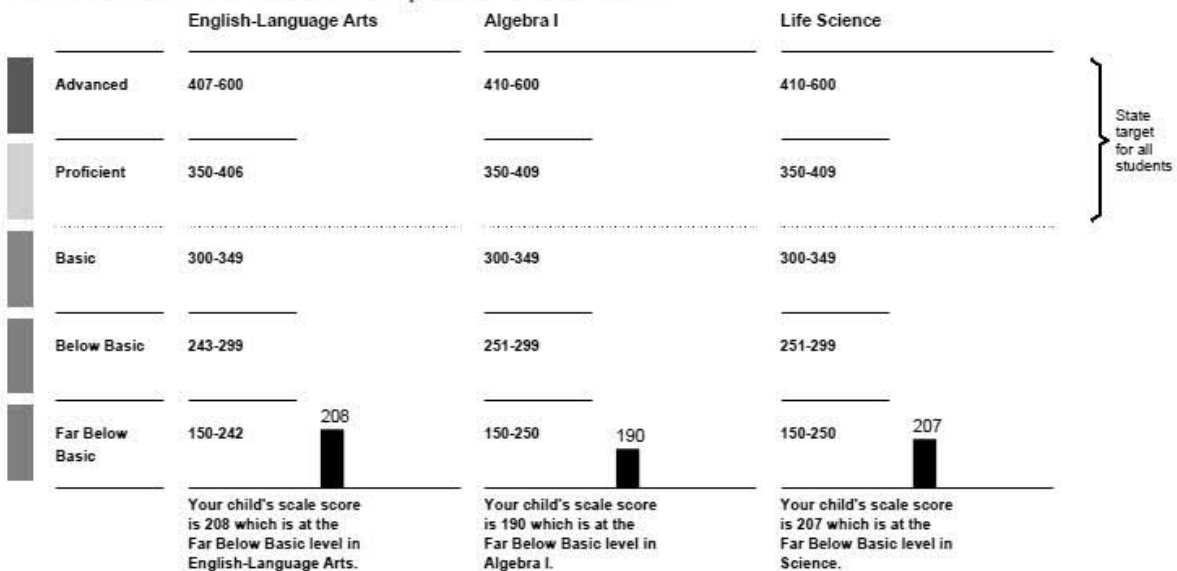 English-Language Arts Algebra I Life Science
Advanced 407-600 410-600 410-600
State
target
for all
students
Proficient 350-406 350-409 350-409
Basic 300-349 300-349 300-349
Below Basic 243-299 251-299 251-299
208 190 207
Far Below 150-242 150-250 150-250
Basic
Your child's scale score
is 208 which is at the
Far Below Basic level in
English-Language Arts.
Your child's scale score
is 190 which is at the
Far Below Basic level in
Algebra I.
Your child's scale score
is 207 which is at the
Far Below Basic level in
Science.